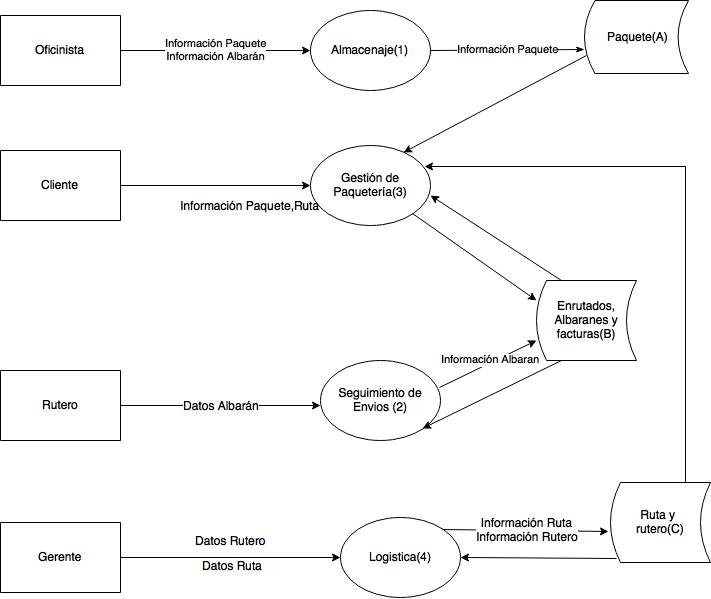 Oficinista
Información Paquete
Información Albarán
Almacenaje(1)
Información Paquete
Paquete(A)
Cliente
Información Paquete,Ruta
Gestión de
Paquetería(3)
Enrutados,
Albaranes y
facturas(B)
Información Albaran
Rutero
Datos Albarán
Seguimiento de
Envios (2)
Gerente
Datos Rutero
Datos Ruta
Logistica(4)
Información Ruta
Información Rutero
Ruta y
rutero(C)